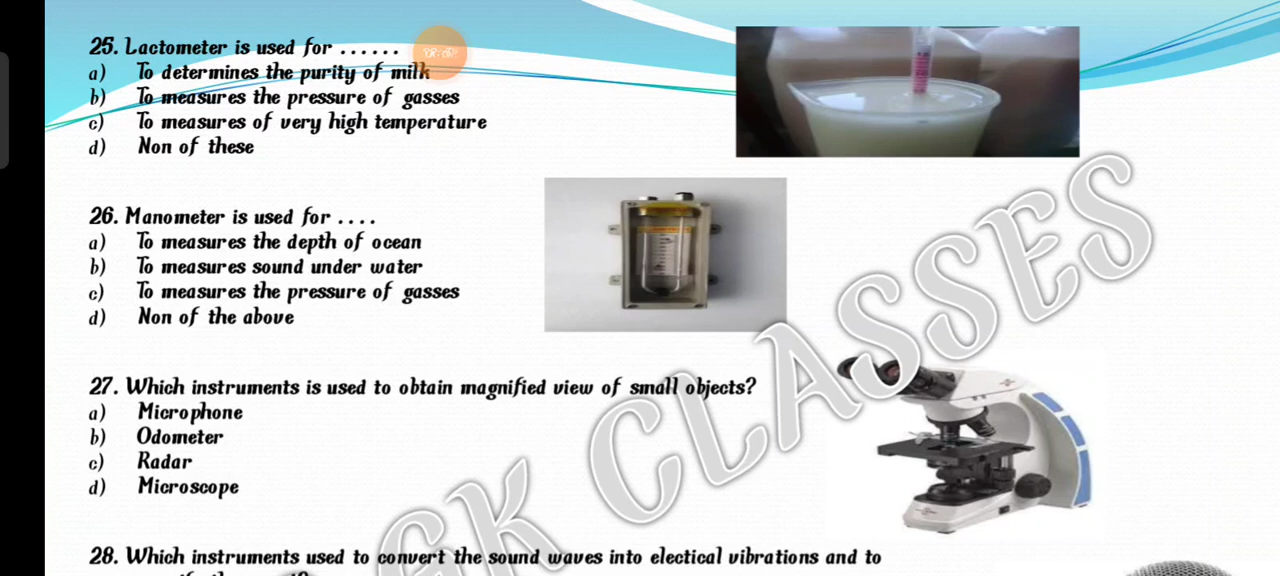 25. Lactometer is used for ......
a) To determines the purity of milk
b) To measures the pressure of gasses
c) To measures of very high temperature
d) Non of these
26. Manometer is used for ....
a) To measures the depth of ocean
b) To measures sound under water
c) To measures the pressure of gasses
d) Non of the above
27. Which instruments is used to obtain magnified view of small objects?
a) Microphone
b) Odometer
c) Radar
d) Microscope
GK CLASSES
28. Which instruments used to convert the sound waves into electical vibrations and to